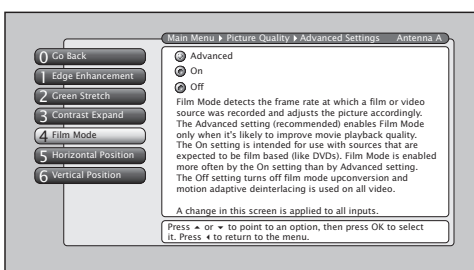 Main Menu ▸ Picture Quality ▸ Advanced Settings Antenna A
0 Go Back
1 Edge Enhancement
2 Green Stretch
3 Contrast Expand
4 Film Mode
5 Horizontal Position
6 Vertical Position
Advanced
On
Off
Film Mode detects the frame rate at which a film or video
source was recorded and adjusts the picture accordingly.
The Advanced setting (recommended) enables Film Mode
only when it's likely to improve movie playback quality.
The On setting is intended for use with sources that are
expected to be film based (like DVDs). Film Mode is enabled
more often by the On setting than by Advanced setting.
The Off setting turns off film mode upconversion and
motion adaptive deinterlacing is used on all video.
A change in this screen is applied to all inputs.
Press ▴ or ▾ to point to an option, then press OK to select
it. Press ◂ to return to the menu.